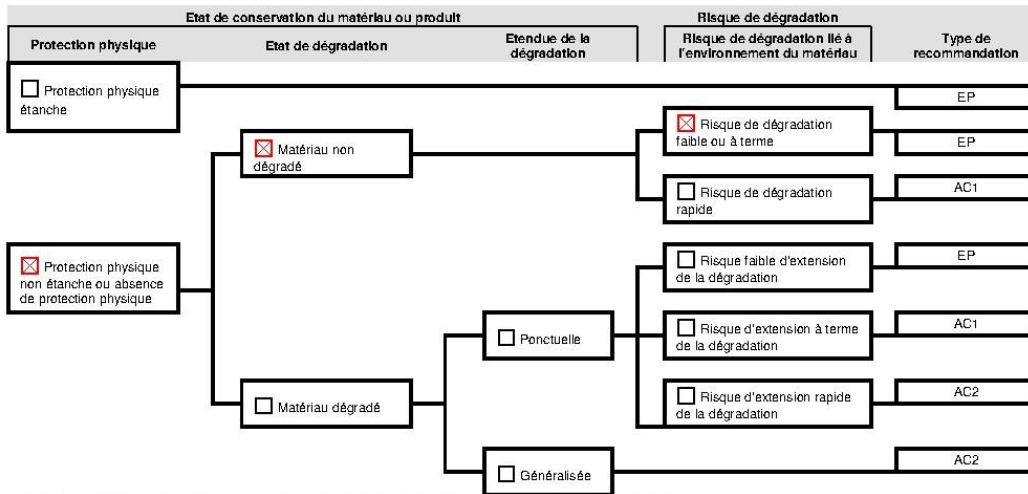 Etat de conservation du matériau ou produit
Risque de dégradation
Protection physique
Etat de dégradation
Etendue de la
dégradation
Risque de dégradation lié à
l'environnement du matériau
Type de
recommandation
Protection physique
étanche
EP
Matériau non
dégradé
Risque de dégradation
faible ou à terme
EP
Risque de dégradation
rapide
AC1
Protection physique
non étanche ou absence
de protection physique
Risque faible d'extension
de la dégradation
EP
Ponctuelle
Risque d'extension à terme
de la dégradation
AC1
Matériau dégradé
Risque d'extension rapide
de la dégradation
AC2
Généralisée
AC2